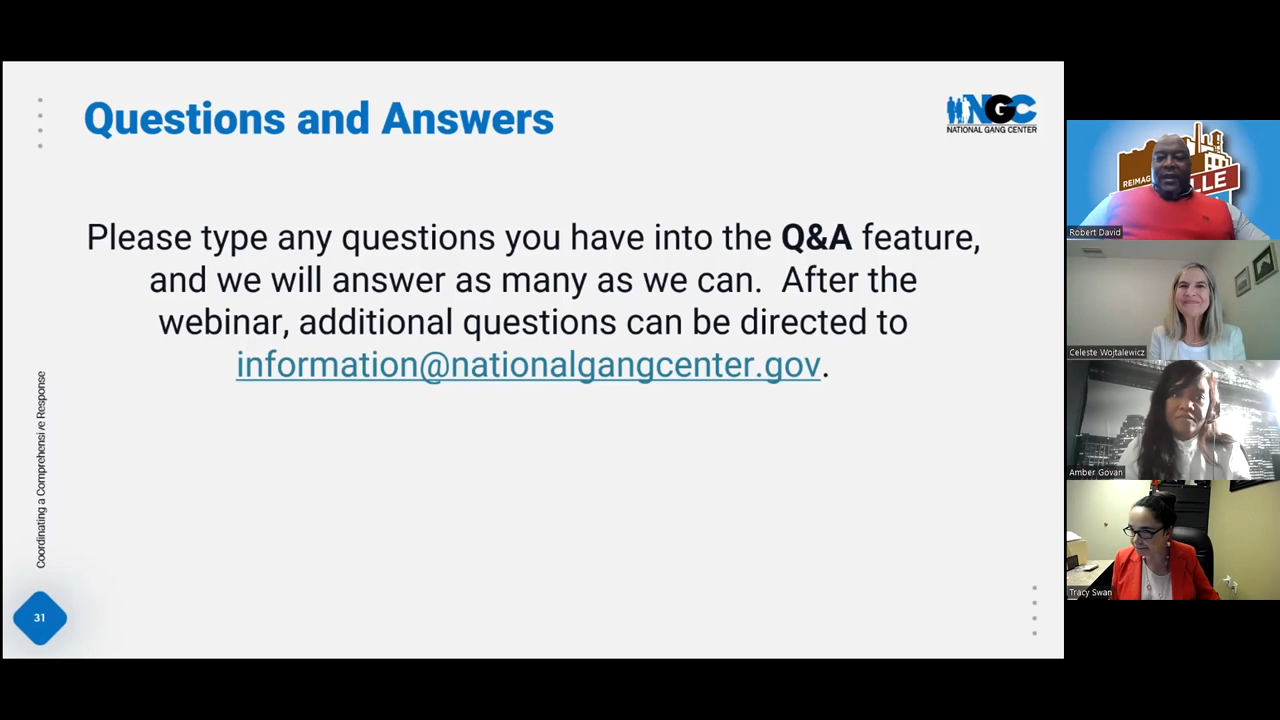 Questions and Answers
NGC
NATIONAL GANG CENTER
Please type any questions you have into the Q&A feature,
and we will answer as many as we can.  After the
webinar, additional questions can be directed to
information@nationalgangcenter.gov.
Coordinating a Comprehensive Response
31
REIMAG
LLE
Robert David
Celeste Wojtalewicz
Amber Govan
Tracy Swan